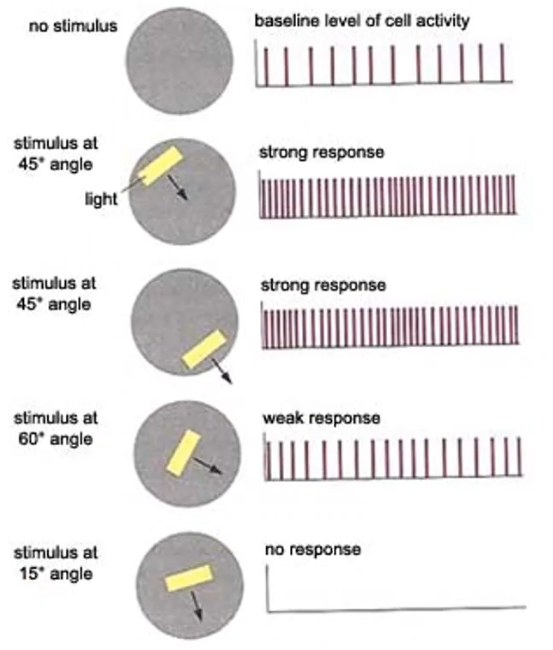 no stimulus
baseline level of cell activity
stimulus at
45° angle
light
strong response
stimulus at
45° angle
strong response
stimulus at
60° angle
weak response
stimulus at
15° angle
no response